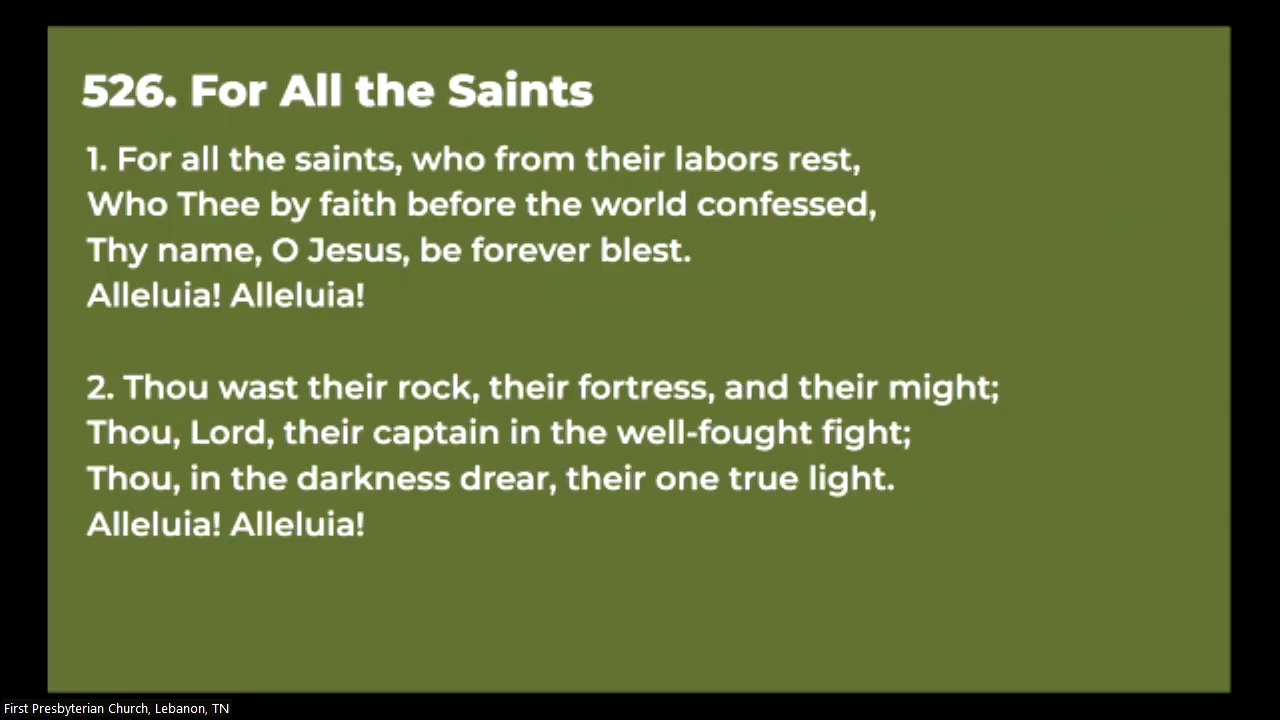 526. For All the Saints
1. For all the saints, who from their labors rest,
Who Thee by faith before the world confessed,
Thy name, O Jesus, be forever blest.
Alleluia! Alleluia!
2. Thou wast their rock, their fortress, and their might;
Thou, Lord, their captain in the well-fought fight;
Thou, in the darkness drear, their one true light.
Alleluia! Alleluia!
First Presbyterian Church, Lebanon, TN